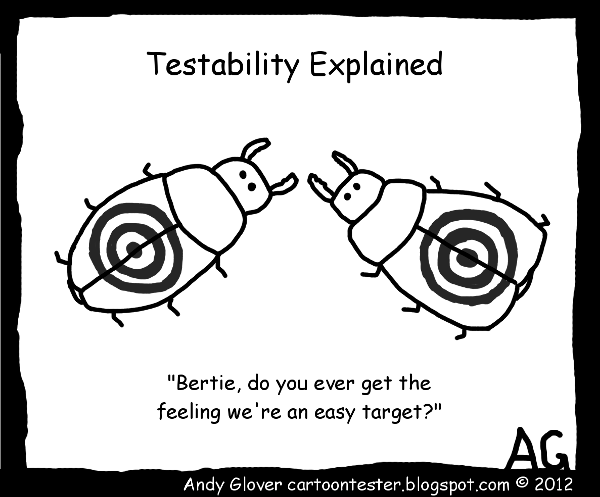 Testability Explained
"Bertie, do you ever get the
feeling we're an easy target?"
AG
Andy Glover cartoontester.blogspot.com © 2012